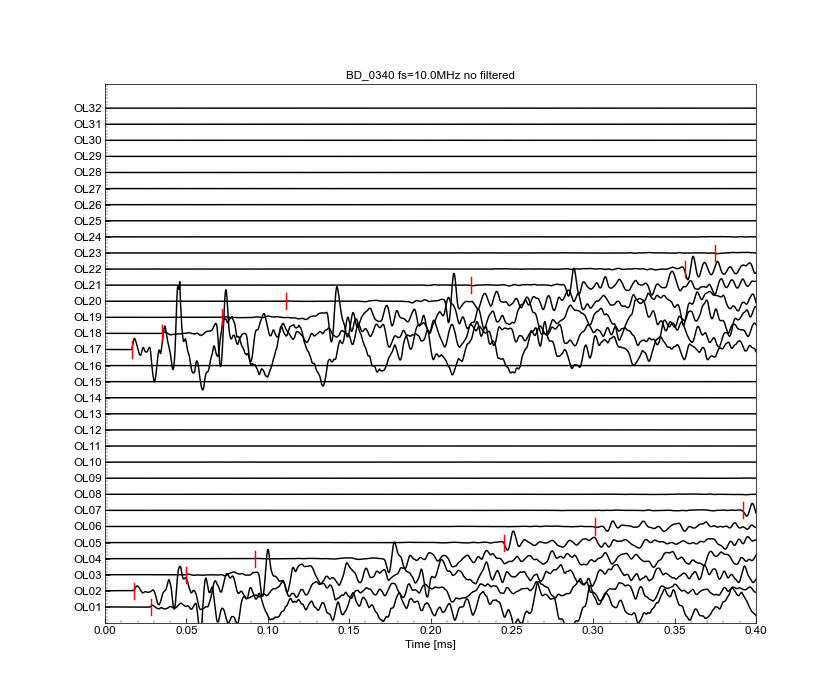 BD_0340 fs=10.0MHz no filtered
OL32
OL31
OL30
OL29
OL28
OL27
OL26
OL25
OL24
OL23
OL22
OL21
OL20
OL19
OL18
OL17
OL16
OL15
OL14
OL13
OL12
OL11
OL10
OL09
OL08
OL07
OL06
OL05
OL04
OL03
OL02
OL01
0.00 0.05 0.10 0.15 0.20 0.25 0.30 0.35 0.40
Time [ms]